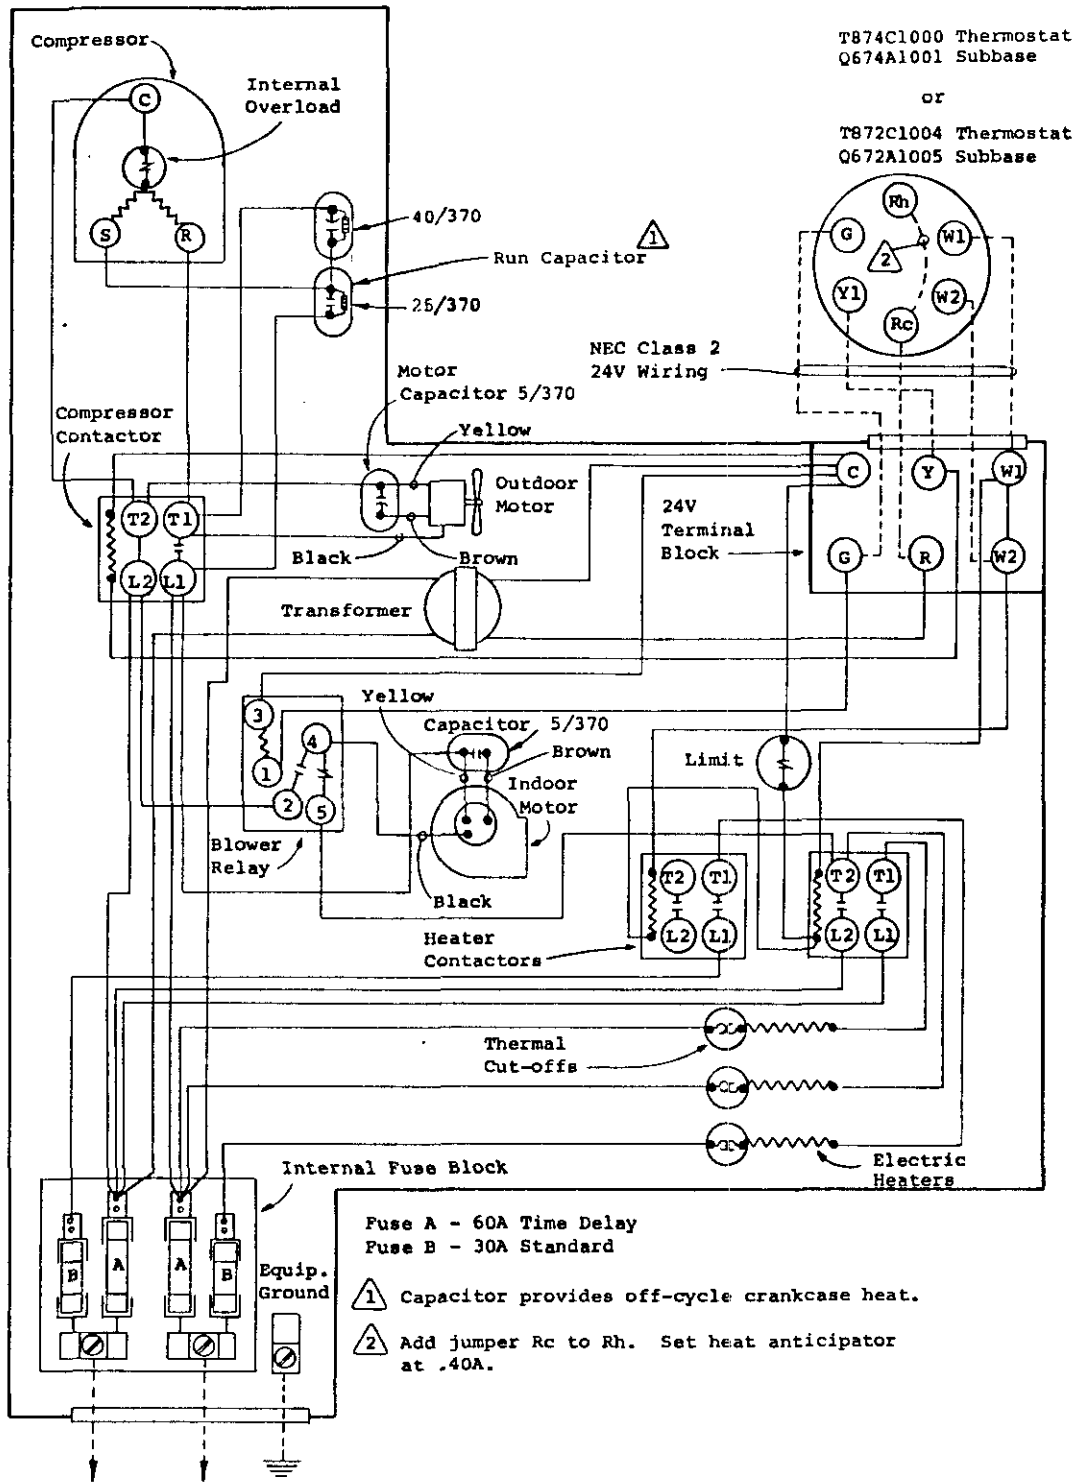 Compressor
T874C1000 Thermostat
Q674A1001 Subbase
or
T872C1004 Thermostat
Q672A1005 Subbase
Internal
Overload
C
S
R
40/370
Run Capacitor
1
25/370
Rh
G
W1
2
Y1
W2
Rc
NEC Class 2
24V Wiring
Motor
Capacitor 5/370
Compressor
Contactor
Yellow
Outdoor
Motor
T2
T1
L2
L1
Black
Brown
24V
Terminal
Block
C
Y
W1
G
R
W2
Transformer
Yellow
3
4
1
2
5
Capacitor 5/370
Brown
Indoor
Motor
Limit
Blower
Relay
Black
T2
T1
L2
L1
T2
T1
L2
L1
Heater
Contactors
Thermal
Cut-offs
Electric
Heaters
Internal Fuse Block
B
A
A
B
Equip.
Ground
Fuse A - 60A Time Delay
Fuse B - 30A Standard
1 Capacitor provides off-cycle crankcase heat.
2 Add jumper Rc to Rh. Set heat anticipator
at .40A.